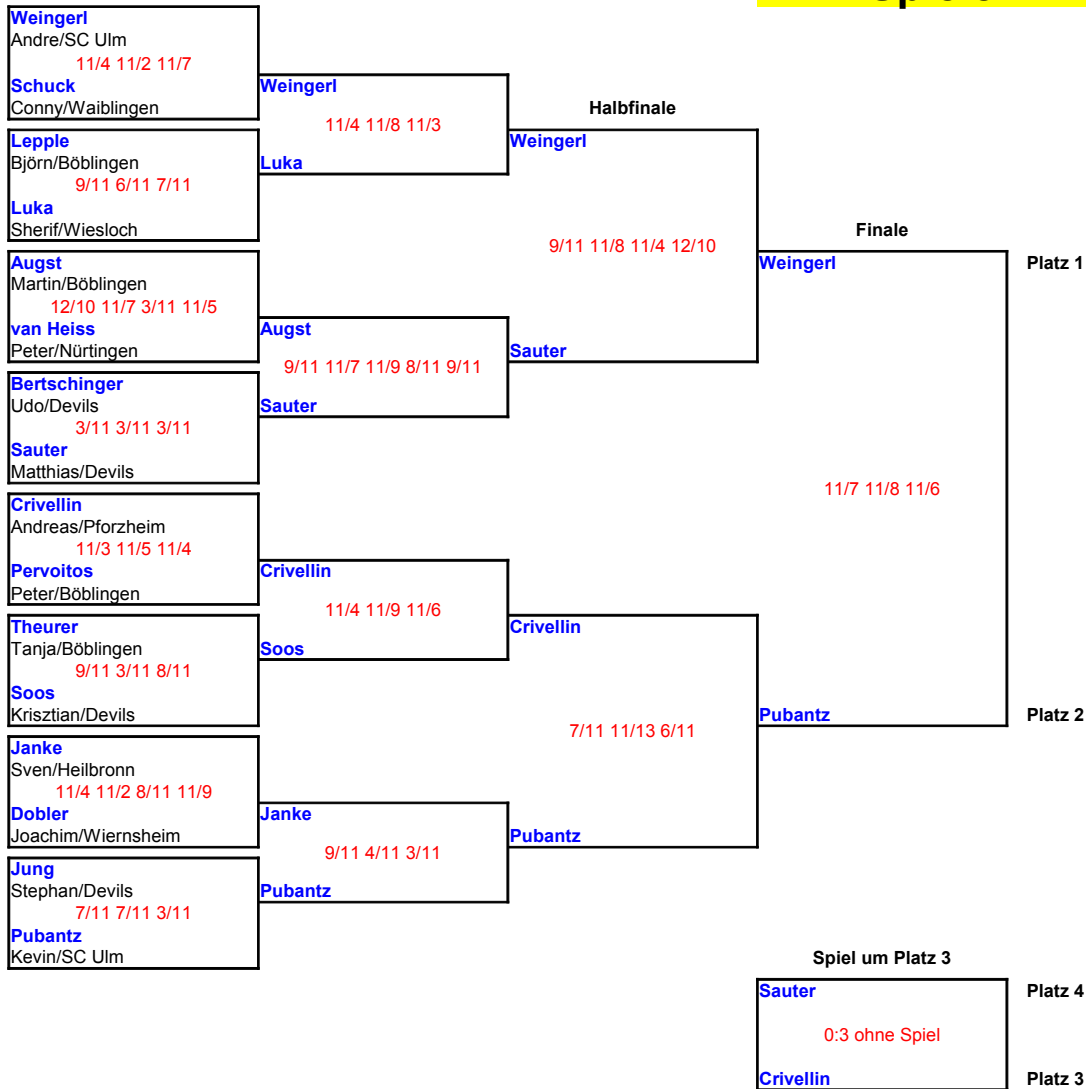 Weingerl
Andre/SC Ulm
11/4 11/2 11/7
Schuck
Conny/Waiblingen
Lepple
Björn/Böblingen
9/11 6/11 7/11
Luka
Sherif/Wiesloch
Augst
Martin/Böblingen
12/10 11/7 3/11 11/5
van Heiss
Peter/Nürtingen
Bertschinger
Udo/Devils
3/11 3/11 3/11
Sauter
Matthias/Devils
Crivellin
Andreas/Pforzheim
11/3 11/5 11/4
Pervoitos
Peter/Böblingen
Theurer
Tanja/Böblingen
9/11 3/11 8/11
Soos
Krisztian/Devils
Janke
Sven/Heilbronn
11/4 11/2 8/11 11/9
Dobler
Joachim/Wiernsheim
Jung
Stephan/Devils
7/11 7/11 3/11
Pubantz
Kevin/SC Ulm
Weingerl
11/4 11/8 11/3
Luka
Augst
9/11 11/7 11/9 8/11 9/11
Sauter
Crivellin
11/4 11/9 11/6
Soos
Janke
9/11 4/11 3/11
Pubantz
Halbfinale
Weingerl
9/11 11/8 11/4 12/10
Sauter
Crivellin
7/11 11/13 6/11
Pubantz
Finale
Weingerl
Platz 1
11/7 11/8 11/6
Pubantz
Platz 2
Spiel um Platz 3
Sauter
Platz 4
0:3 ohne Spiel
Crivellin
Platz 3